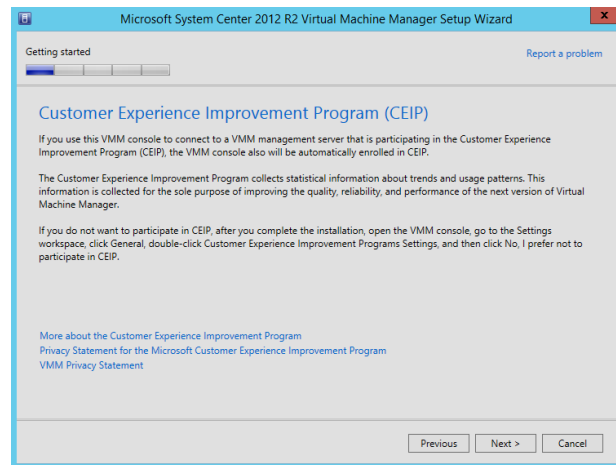 Microsoft System Center 2012 R2 Virtual Machine Manager Setup Wizard
x
Getting started
Report a problem
Customer Experience Improvement Program (CEIP)
If you use this VMM console to connect to a VMM management server that is participating in the Customer Experience
Improvement Program (CEIP), the VMM console also will be automatically enrolled in CEIP.
The Customer Experience Improvement Program collects statistical information about trends and usage patterns. This
information is collected for the sole purpose of improving the quality, reliability, and performance of the next version of Virtual
Machine Manager.
If you do not want to participate in CEIP, after you complete the installation, open the VMM console, go to the Settings
workspace, click General, double-click Customer Experience Improvement Programs Settings, and then click No, I prefer not to
participate in CEIP.
More about the Customer Experience Improvement Program
Privacy Statement for the Microsoft Customer Experience Improvement Program
VMM Privacy Statement
Previous Next > Cancel